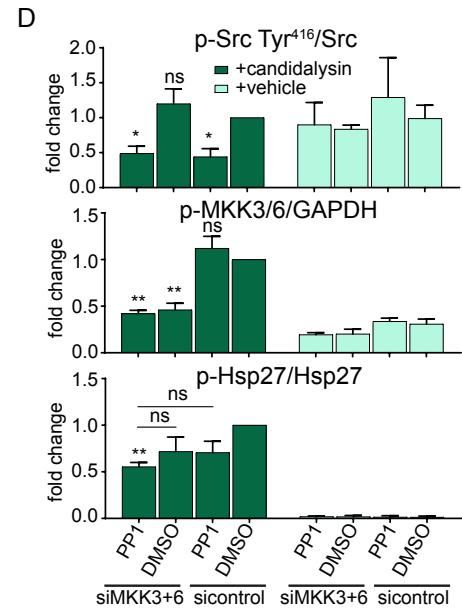 D
p-Src Tyr⁴¹⁶/Src
+candidalysin
+vehicle
fold change
2.0
1.5
1.0
0.5
0.0
*
ns
*
p-MKK3/6/GAPDH
fold change
1.5
1.0
0.5
0.0
**
**
ns
p-Hsp27/Hsp27
fold change
1.5
1.0
0.5
0.0
ns
ns
**
PP1 DMSO PP1 DMSO PP1 DMSO PP1 DMSO
siMKK3+6 sicontrol siMKK3+6 sicontrol